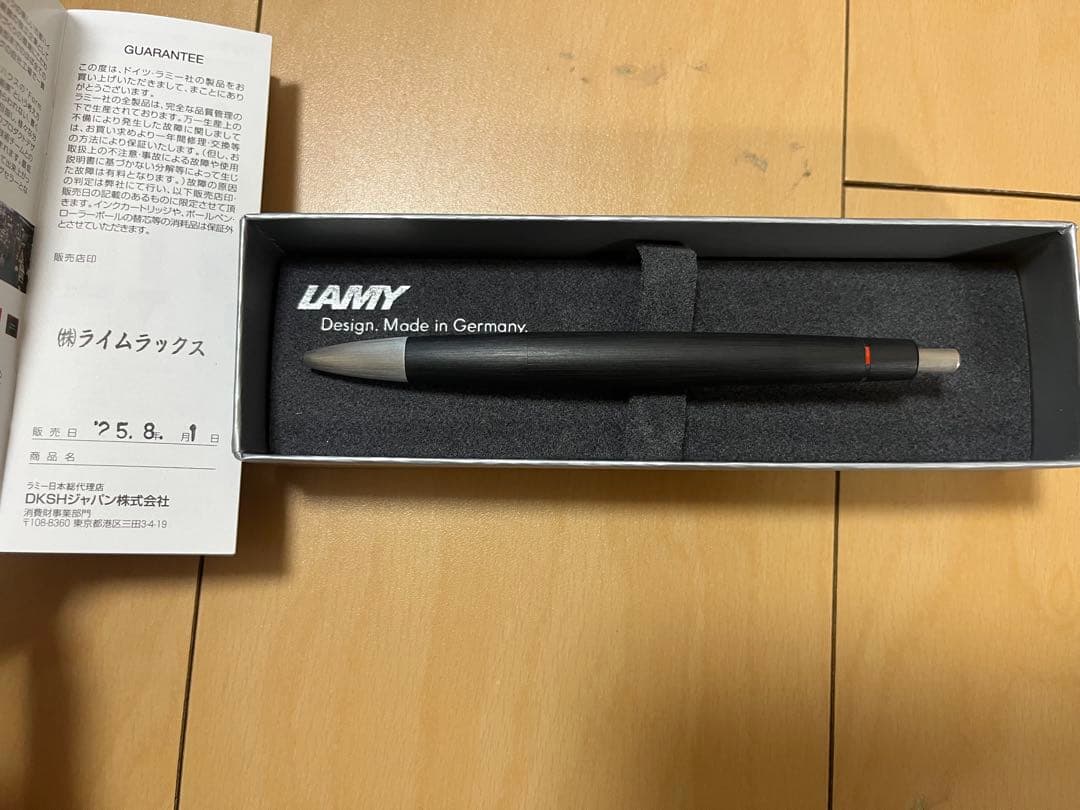 GUARANTEE
この度は、ドイツ・ラミー社の製品をお
買い上げいただきまして、まことにあり
がとうございます。
ラミー社の全製品は、完全な品質管理の
下で生産されております。万一生産上の
不備により発生した故障に関しまして
は、お買い求めより一年間修理・交換等
の方法により保証いたします。(但し、お
取扱上の不注意・事故による故障や使用
説明書に基づかない分解等によって生じ
た故障は有料となります。)故障の原因
の判定は弊社にて行い、以下販売店印・
販売日の記載のあるものに限定させて頂
きます。インクカートリッジや、ボールペン・
ローラーボールの替芯等の消耗品は保証外
とさせていただきます。
販売店印
㈱ライムラックス
販売日 '25.8年 月1日
商品名
ラミー日本総代理店
DKSHジャパン株式会社
消費財事業部門
〒108-8360 東京都港区三田3-4-19
LAMY
Design. Made in Germany.